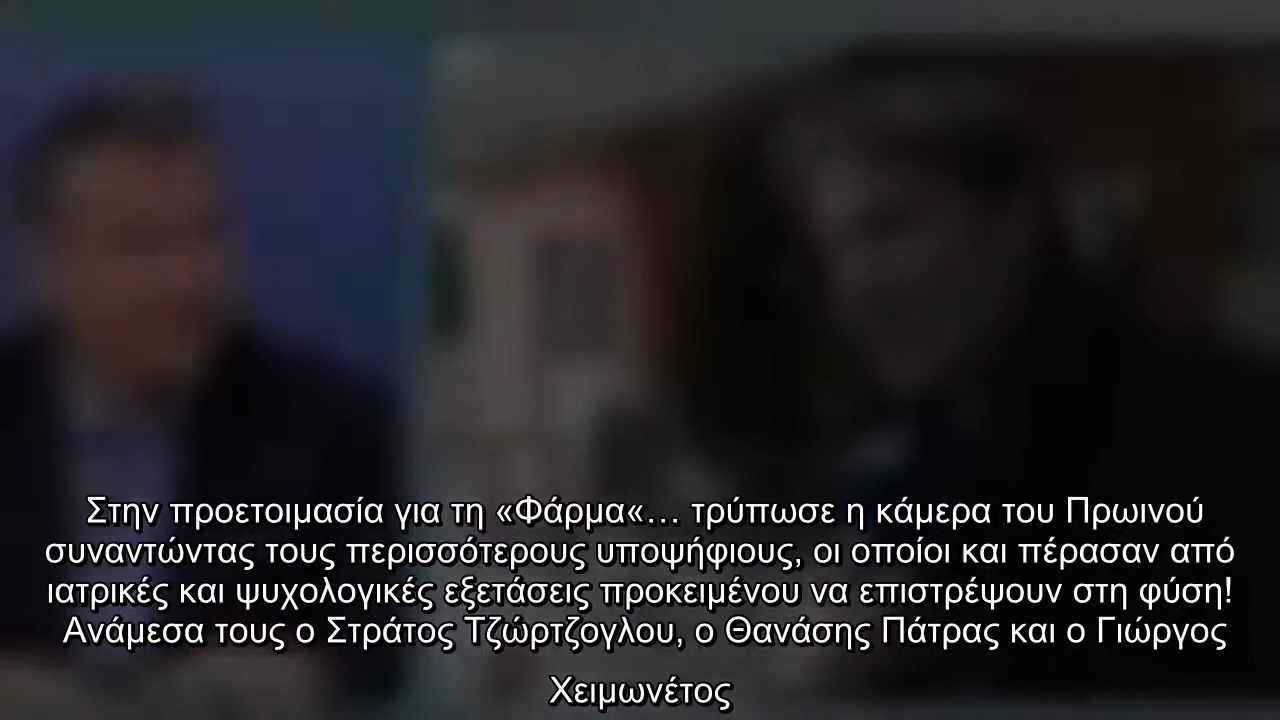 Στην προετοιμασία για τη «Φάρμα«… τρύπωσε η κάμερα του Πρωινού
συναντώντας τους περισσότερους υποψήφιους, οι οποίοι και πέρασαν από
ιατρικές και ψυχολογικές εξετάσεις προκειμένου να επιστρέψουν στη φύση!
Ανάμεσα τους ο Στράτος Τζώρτζογλου, ο Θανάσης Πάτρας και ο Γιώργος
Χειμωνέτος